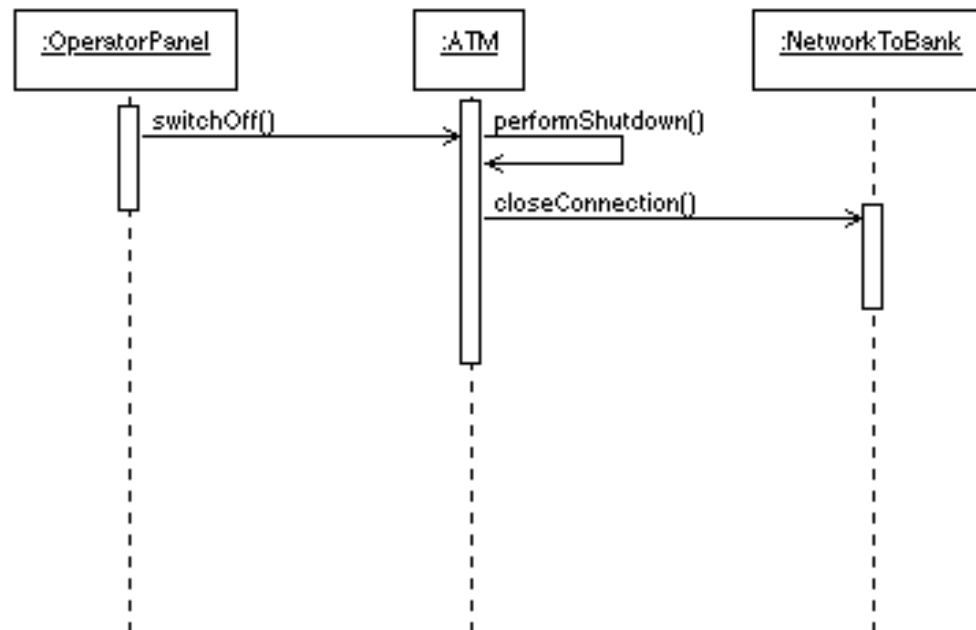 :OperatorPanel
:ATM
:NetworkToBank
switchOff()
performShutdown()
closeConnection()